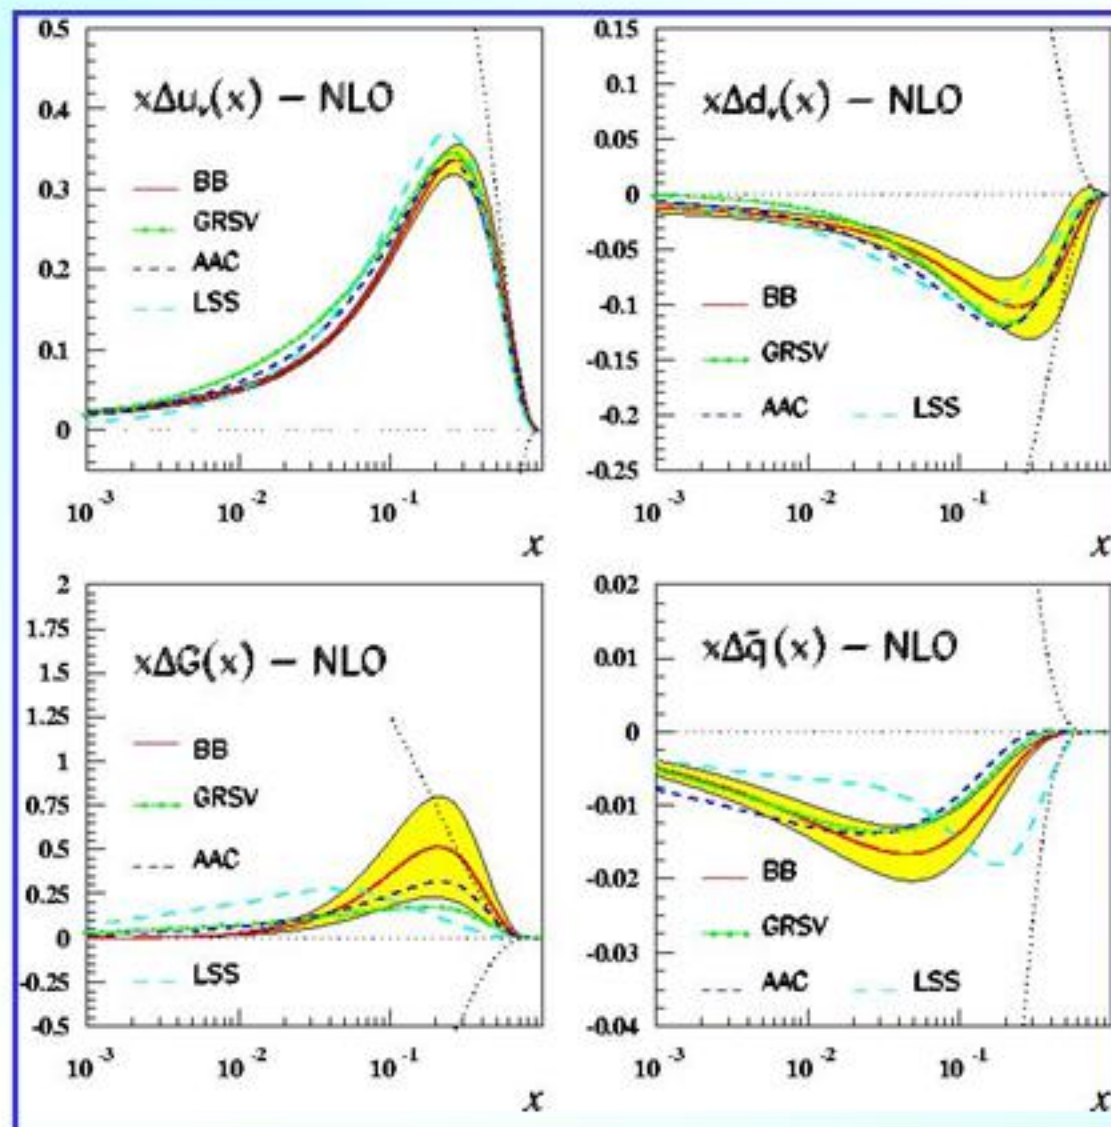 0.5
0.4
0.3
0.2
0.1
0
xΔuᵥ(x) – NLO
BB
GRSV
AAC
LSS
10⁻³
10⁻²
10⁻¹
x
0.15
0.1
0.05
0
-0.05
-0.1
-0.15
-0.2
-0.25
xΔdᵥ(x) – NLO
BB
GRSV
AAC LSS
10⁻³
10⁻²
10⁻¹
x
2
1.75
1.5
1.25
1
0.75
0.5
0.25
0
-0.25
-0.5
xΔG(x) – NLO
BB
GRSV
AAC
LSS
10⁻³
10⁻²
10⁻¹
x
0.02
0.01
0
-0.01
-0.02
-0.03
-0.04
xΔq̄(x) – NLO
BB
GRSV
AAC LSS
10⁻³
10⁻²
10⁻¹
x